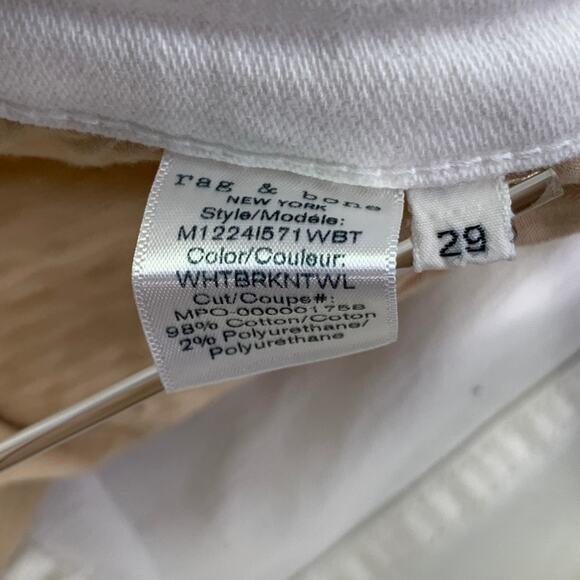 rag & bone
NEW YORK
Style/Modèle:
M1224I571WBT
Color/Couleur:
WHTBRKNTWL
Cut/Coupe#:
MPO-000001758
98% Cotton/Coton
2% Polyurethane/
Polyurethane
29